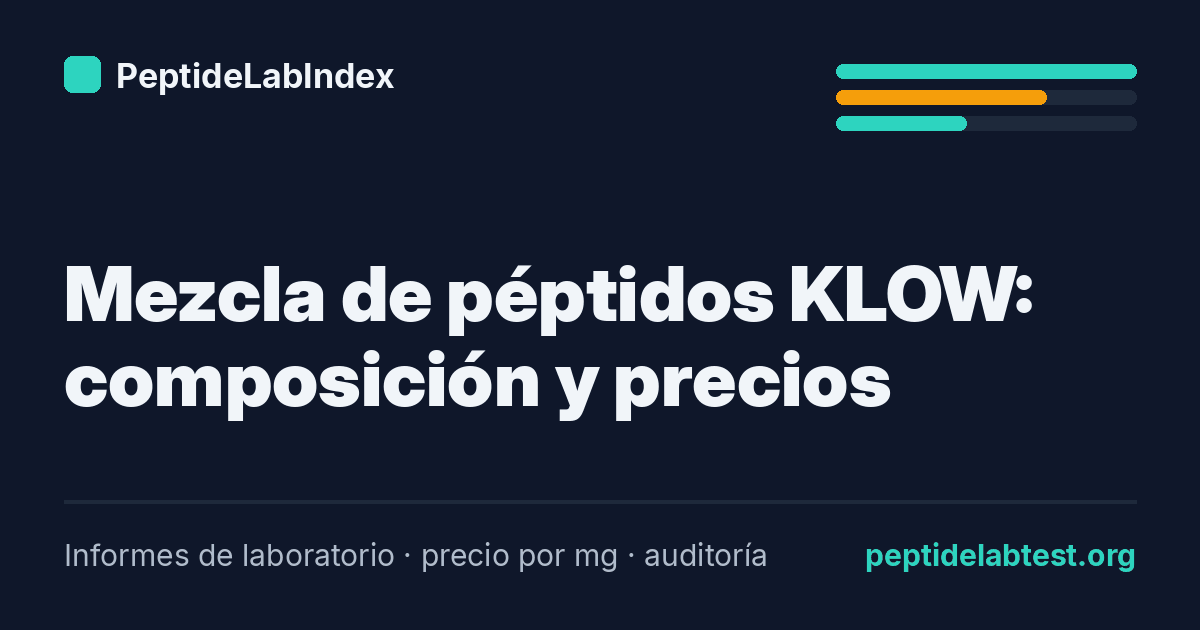 PeptideLabIndex
Mezcla de péptidos KLOW:
composición y precios
Informes de laboratorio · precio por mg · auditoría
peptidelabtest.org